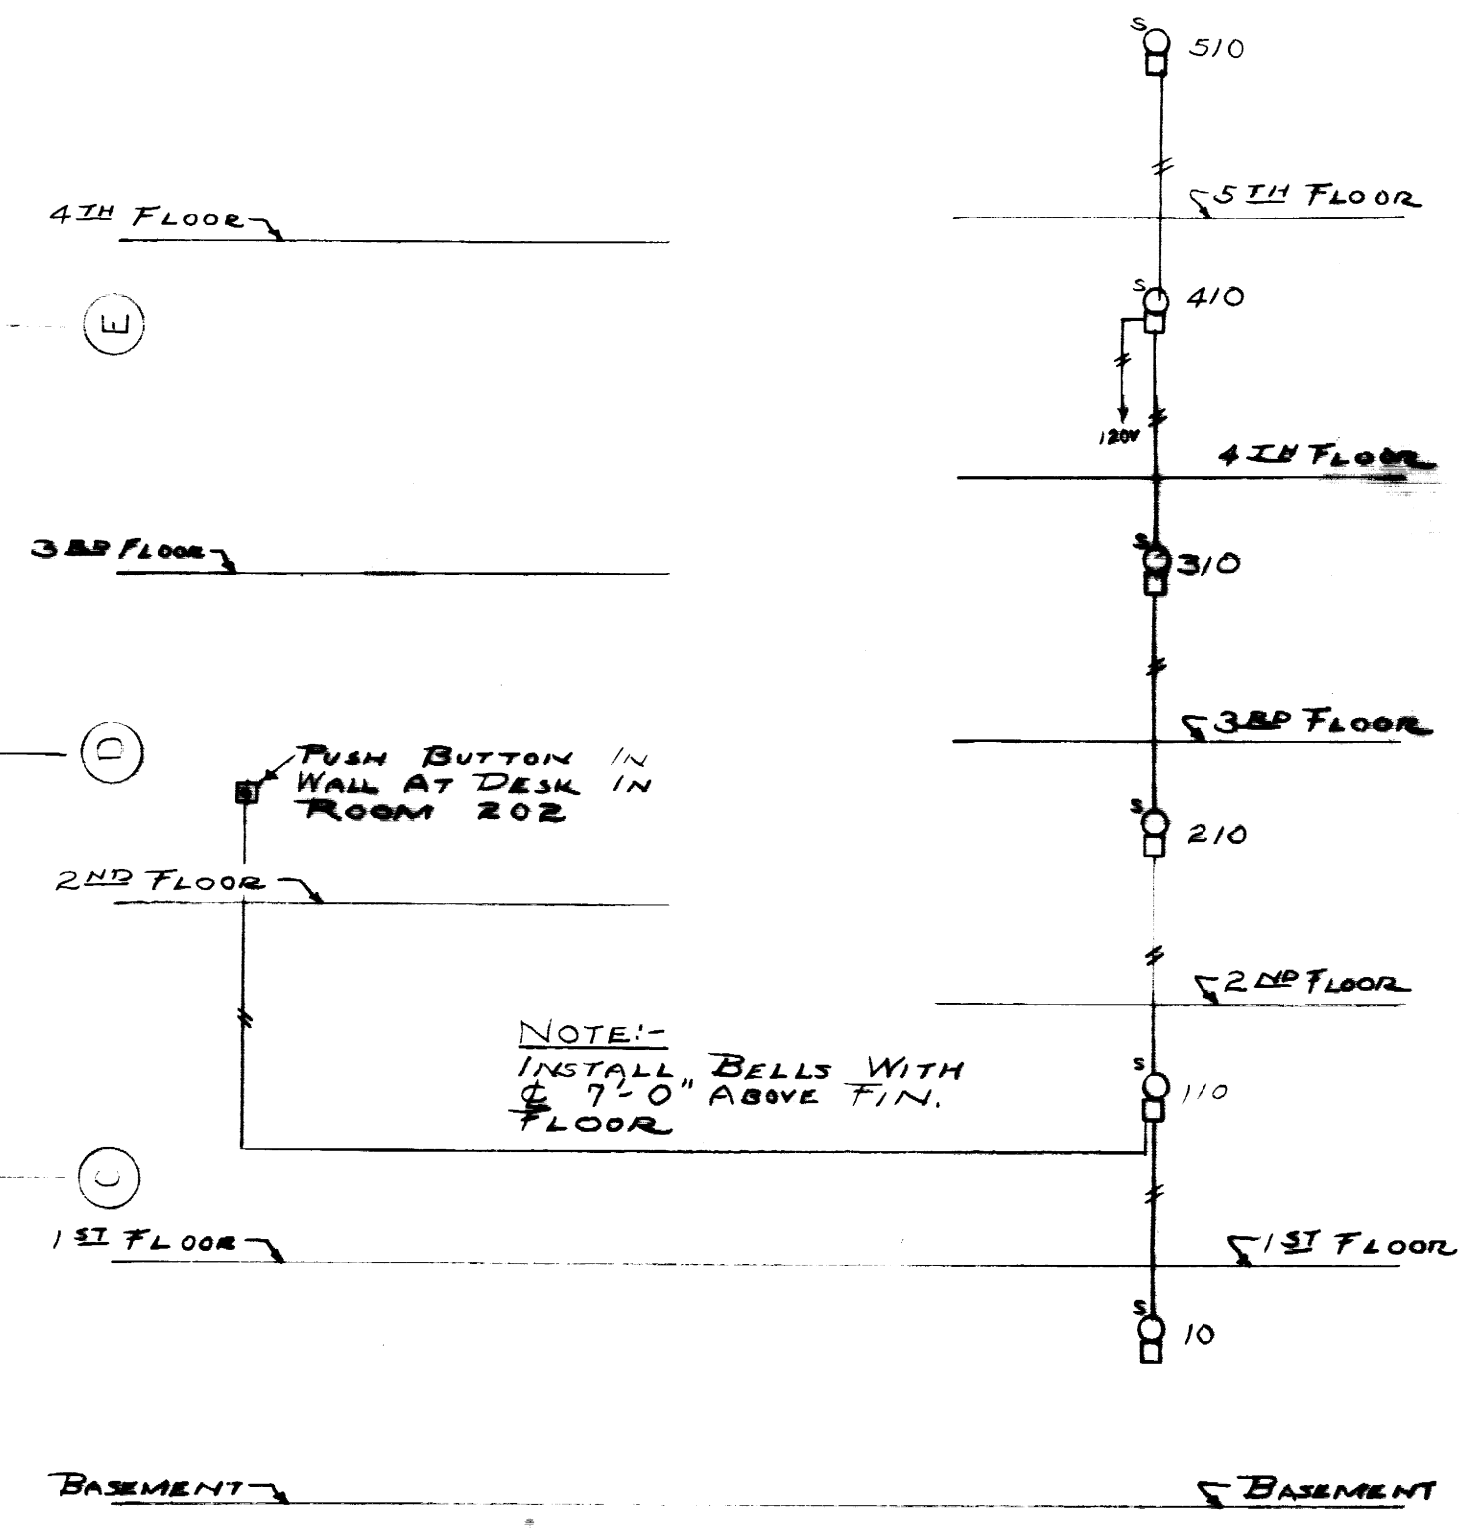 S
510
5TH FLOOR
4TH FLOOR
S
410
E
120V
4TH FLOOR
3RD FLOOR
S
310
3RD FLOOR
D
PUSH BUTTON IN
WALL AT DESK IN
ROOM 202
S
210
2ND FLOOR
2ND FLOOR
NOTE:-
INSTALL BELLS WITH
℄ 7'-0" ABOVE FIN.
FLOOR
S
110
C
1ST FLOOR
1ST FLOOR
S
10
BASEMENT
BASEMENT